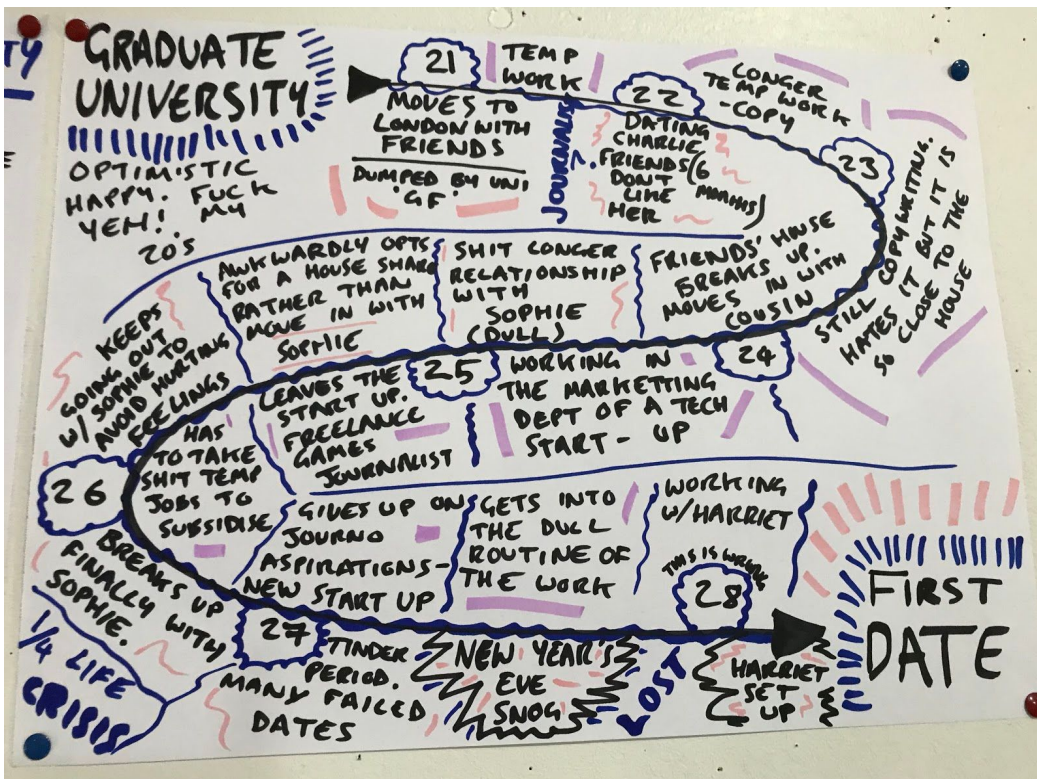 TY
GRADUATE
UNIVERSITY
OPTIMISTIC
HAPPY. FUCK
YEH! MY
20'S
21
TEMP
WORK
MOVES TO
LONDON WITH
FRIENDS
DUMPED BY UNI
'GF'
JOURNALIST?
22
LONGER
TEMP WORK
-COPY
DATING
CHARLIE
FRIENDS (6
DON'T MONTHS)
LIKE
HER
23
STILL COPYWRITING.
HATES IT BUT IT IS
SO CLOSE TO THE
HOUSE
FRIENDS' HOUSE
BREAKS UP.
MOVES IN WITH
COUSIN
24
SHIT LONGER
RELATIONSHIP
WITH
SOPHIE
(DULL)
WORKING IN
THE MARKETTING
DEPT OF A TECH
START-UP
25
AWKWARDLY OPTS
FOR A HOUSE SHARE
RATHER THAN
MOVE IN WITH
SOPHIE
LEAVES THE
START UP.
FREELANCE
GAMES
JOURNALIST
KEEPS
GOING OUT
W/SOPHIE TO
AVOID HURTING
FEELINGS
HAS
TO TAKE
SHIT TEMP
JOBS TO
SUBSIDISE
26
BREAKS UP
FINALLY WITH
SOPHIE.
1/4 LIFE
CRISIS
GIVES UP ON
JOURNO
ASPIRATIONS-
NEW START UP
27
TINDER
PERIOD.
MANY FAILED
DATES
GETS INTO
THE DULL
ROUTINE OF
THE WORK
NEW YEAR'S
EVE
SNOG
LOST
WORKING
W/HARRIET
THIS IS WRONG
28
HARRIET
SET
UP
FIRST
DATE